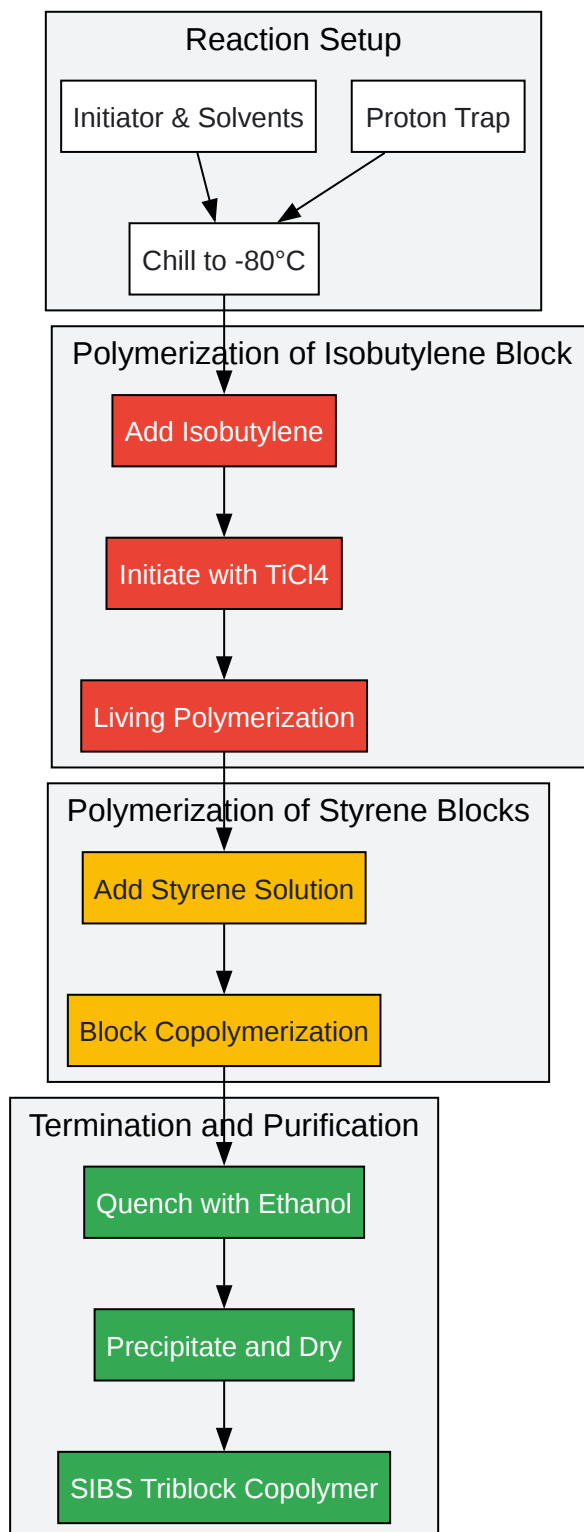 Reaction Setup
Initiator & Solvents
Proton Trap
Chill to -80°C
Polymerization of Isobutylene Block
Add Isobutylene
Initiate with TiCl4
Living Polymerization
Polymerization of Styrene Blocks
Add Styrene Solution
Block Copolymerization
Termination and Purification
Quench with Ethanol
Precipitate and Dry
SIBS Triblock Copolymer